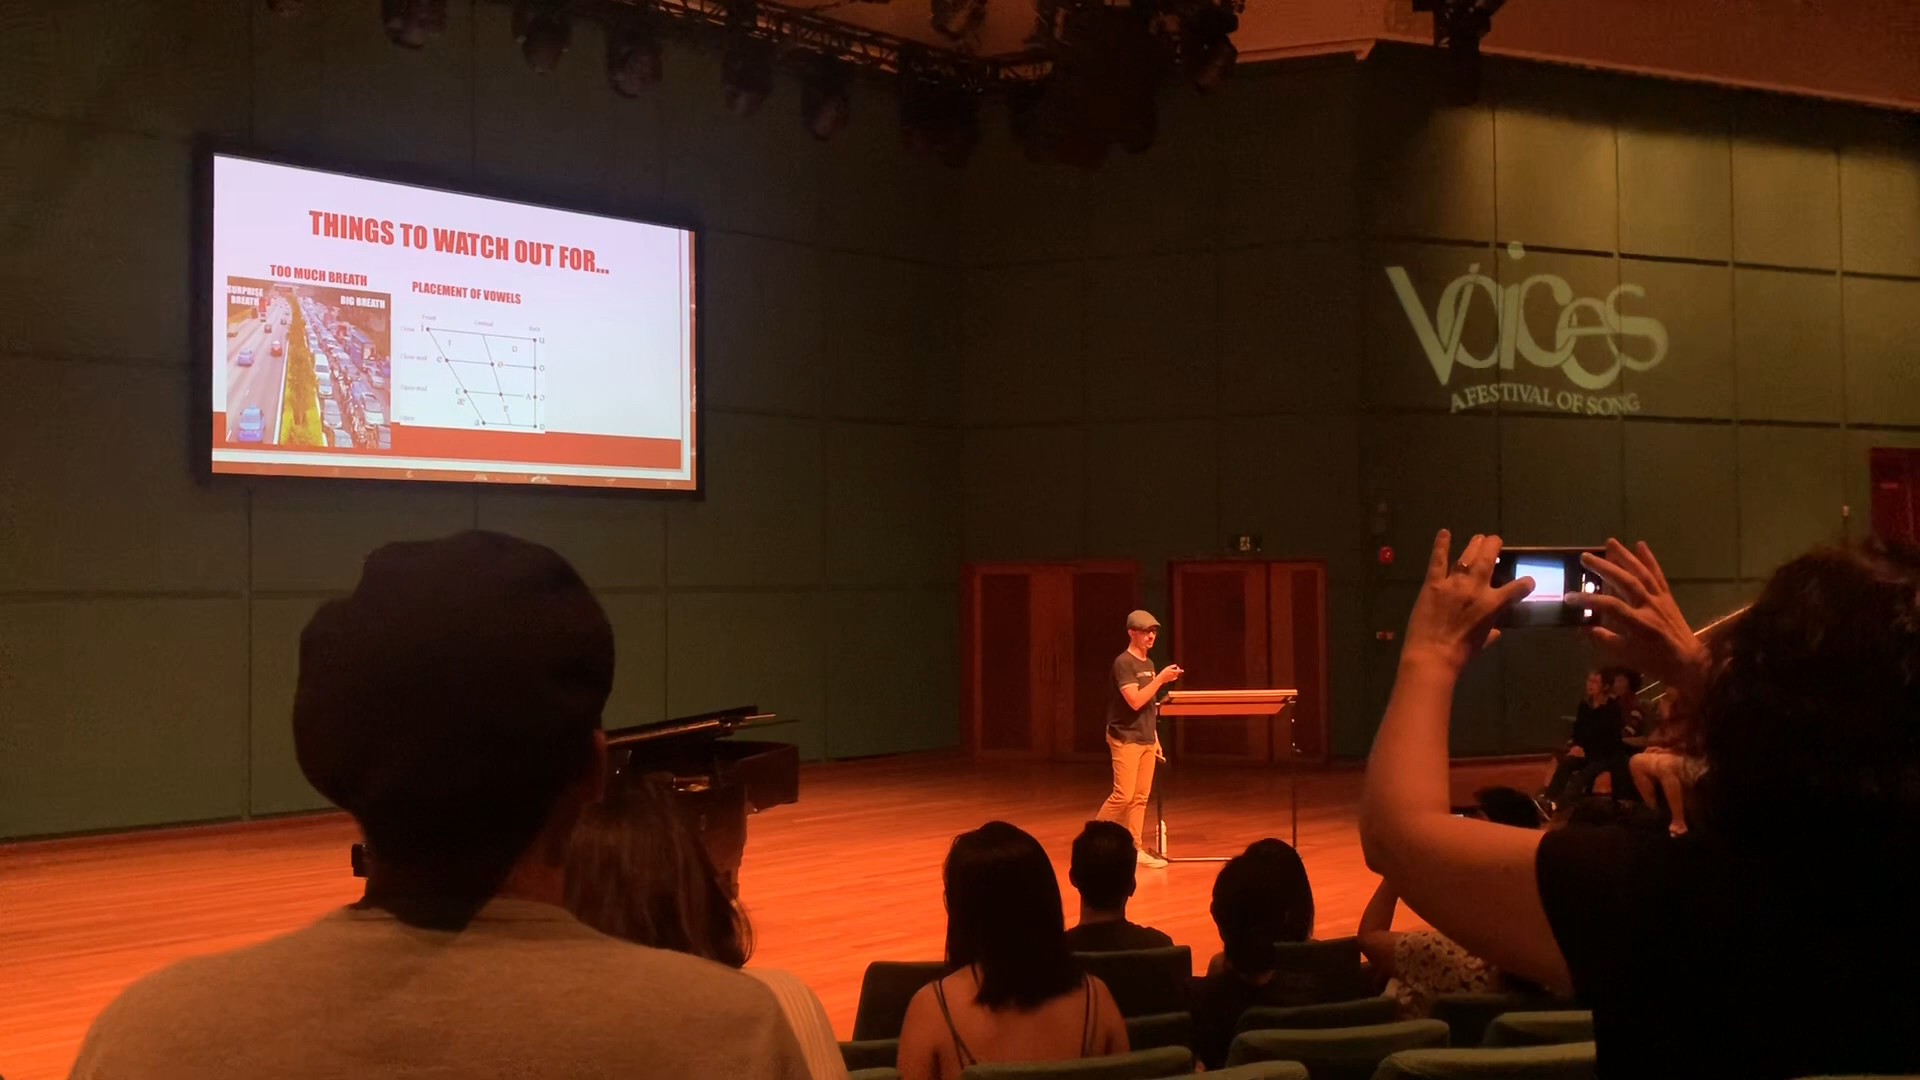 THINGS TO WATCH OUT FOR...
TOO MUCH BREATH
SURPRISE
BREATH
BIG BREATH
PLACEMENT OF VOWELS
Front
Central
Back
Close
Close-mid
Open-mid
Open
Voices
A FESTIVAL OF SONG